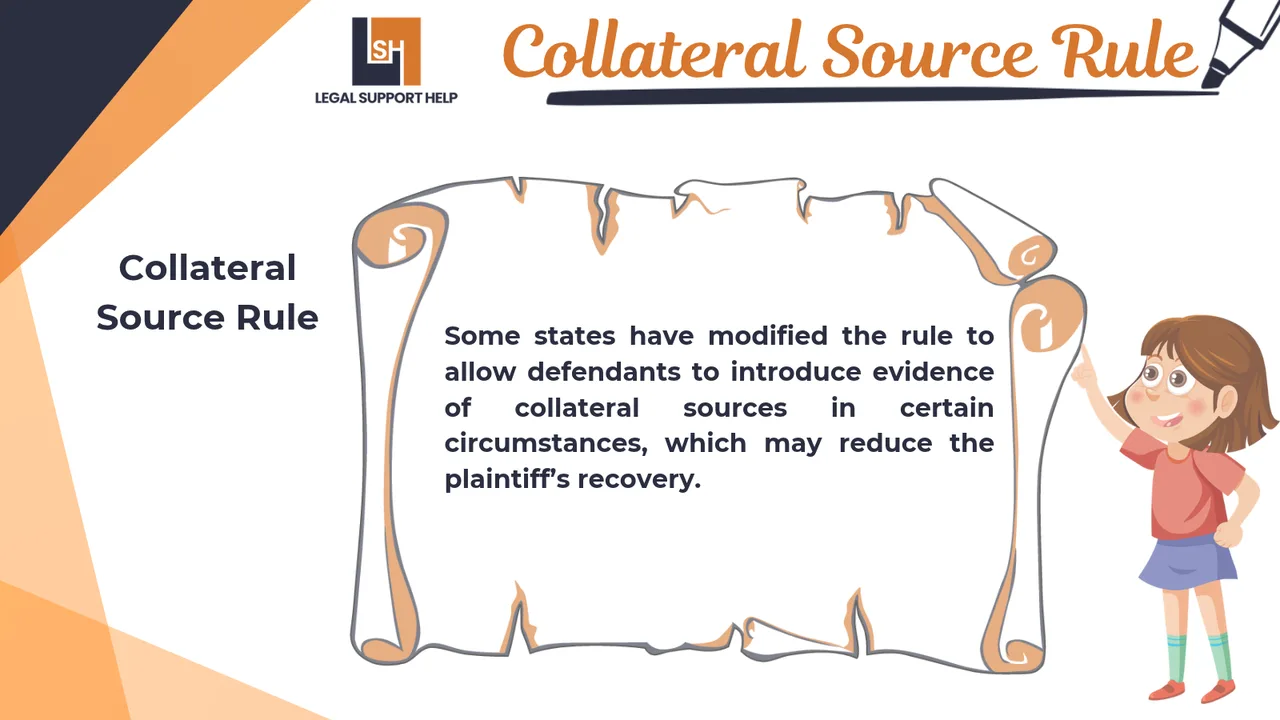 LSH
LEGAL SUPPORT HELP
Collateral Source Rule
Collateral
Source Rule
Some states have modified the rule to
allow defendants to introduce evidence
of collateral sources in certain
circumstances, which may reduce the
plaintiff’s recovery.